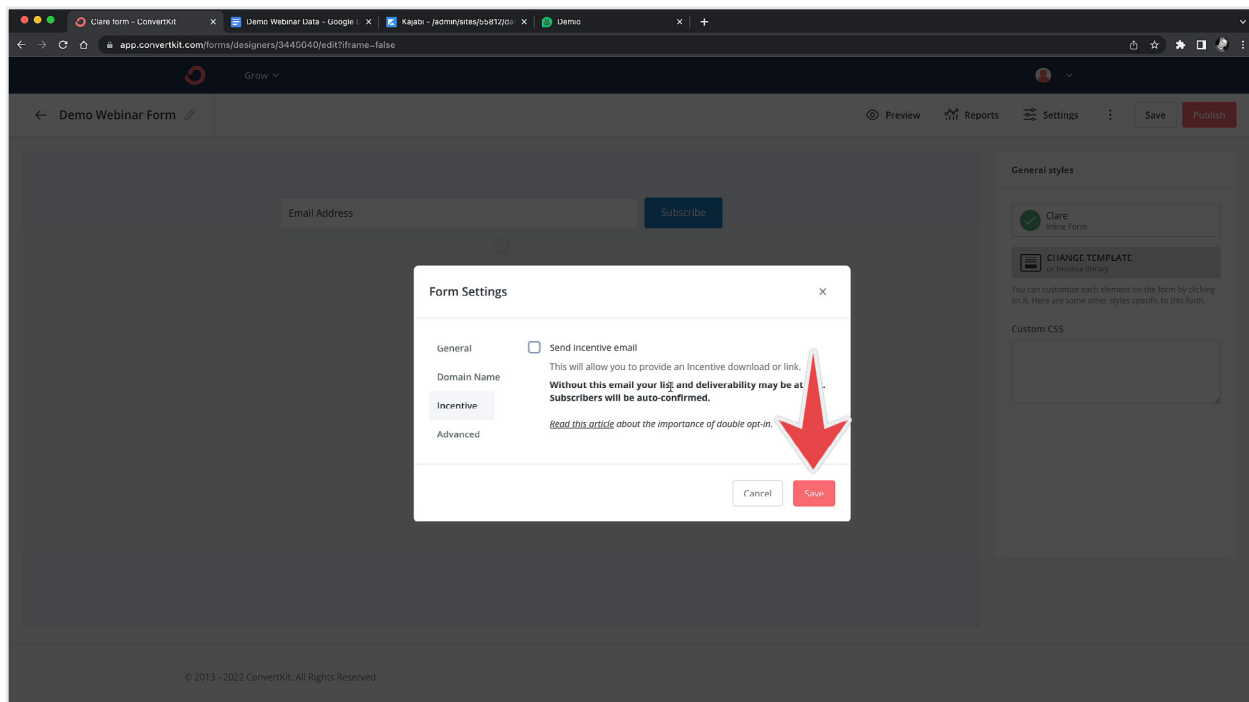 Clare form - ConvertKit
Demo Webinar Data - Google
Kajabi - /admin/sites/55812/da
Demio
app.convertkit.com/forms/designers/3445640/edit?iframe=false
Grow
Demo Webinar Form
Preview
Reports
Settings
Save
Publish
General styles
Email Address
Subscribe
Clare
Inline Form
CHANGE TEMPLATE
or browse library
You can customize each element on the form by clicking
on it. Here are some other styles specific to this form.
Custom CSS
Form Settings
General
Domain Name
Incentive
Advanced
Send Incentive email
This will allow you to provide an Incentive download or link.
Without this email your list and deliverability may be at
Subscribers will be auto-confirmed.
Read this article about the importance of double opt-in.
Cancel
Save
© 2013 - 2022 ConvertKit. All Rights Reserved.